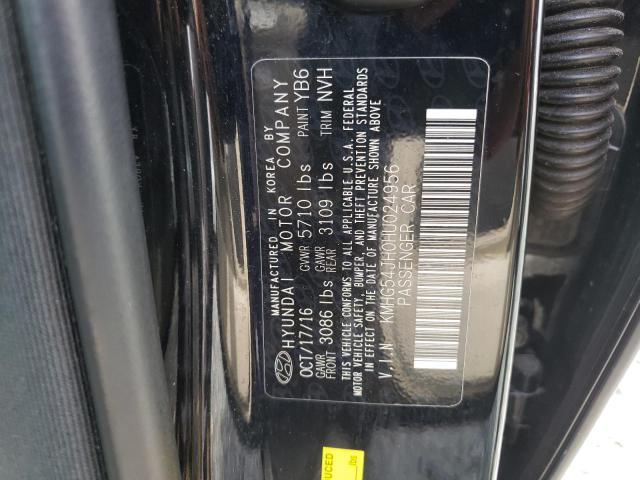 MANUFACTURED IN KOREA BY
HYUNDAI MOTOR COMPANY
OCT/17/16 GVWR 5710 lbs PAINT YB6
GAWR FRONT 3086 lbs GAWR REAR 3109 lbs TRIM NVH
THIS VEHICLE CONFORMS TO ALL APPLICABLE U.S.A. FEDERAL
MOTOR VEHICLE SAFETY, BUMPER, AND THEFT PREVENTION STANDARDS
IN EFFECT ON THE DATE OF MANUFACTURE SHOWN ABOVE.
V.I.N KMHG54JH0HU024956
PASSENGER CAR
UCED
lbs